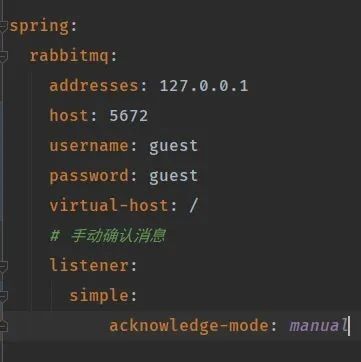 spring:
rabbitmq:
addresses: 127.0.0.1
host: 5672
username: guest
password: guest
virtual-host: /
# 手动确认消息
listener:
simple:
acknowledge-mode: manual